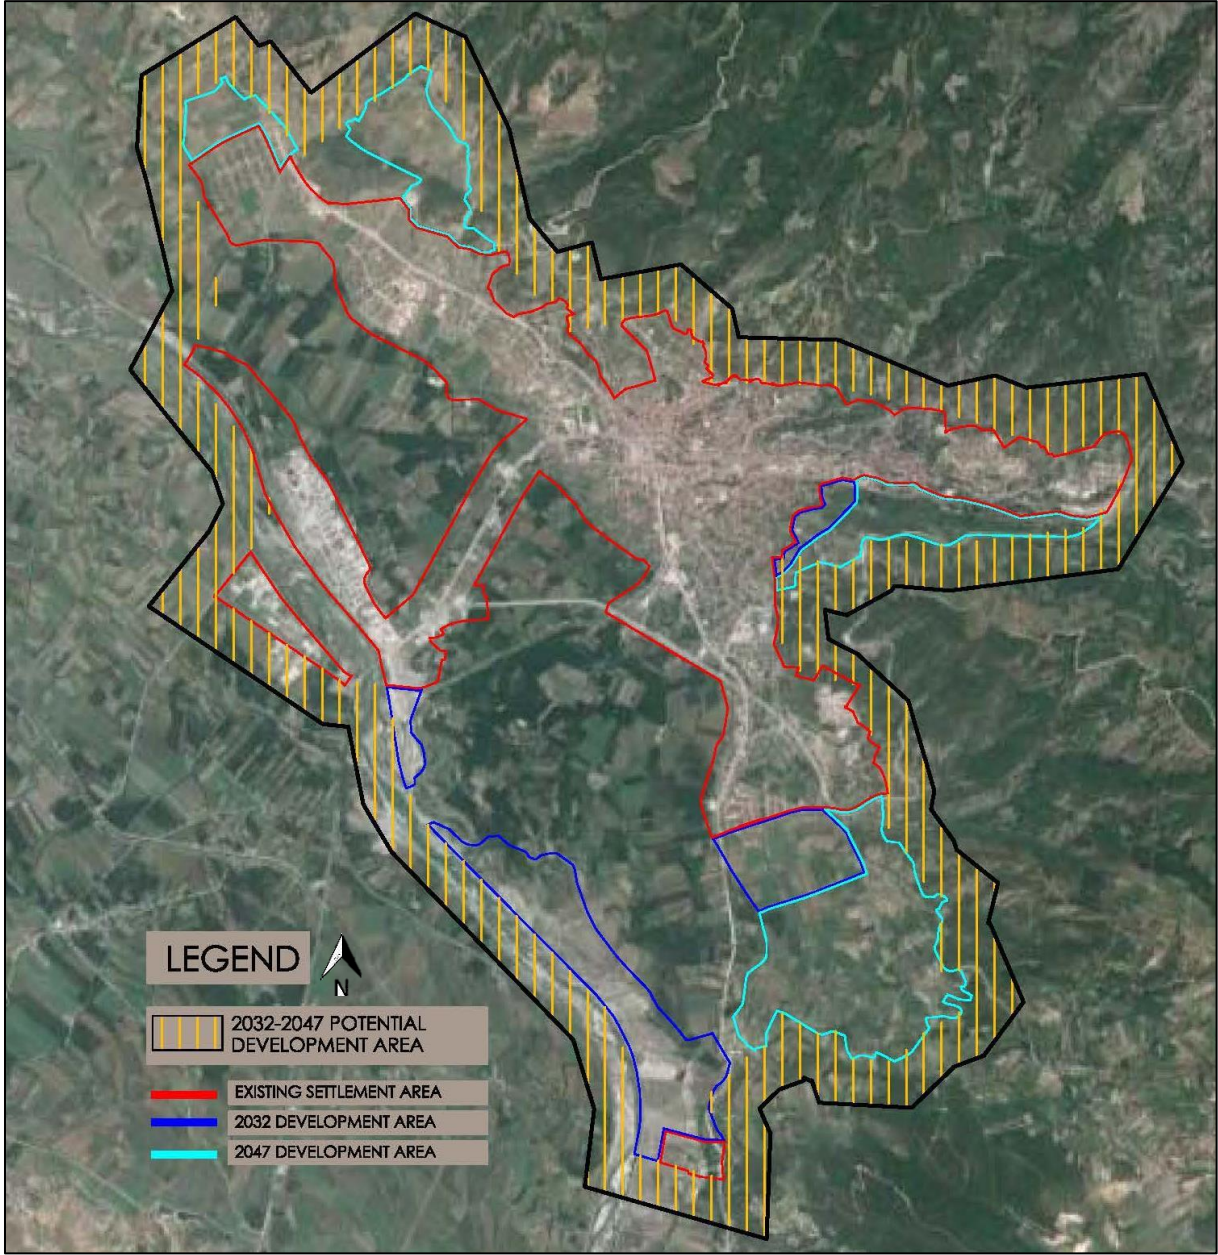 LEGEND
N
2032-2047 POTENTIAL
DEVELOPMENT AREA
EXISTING SETTLEMENT AREA
2032 DEVELOPMENT AREA
2047 DEVELOPMENT AREA